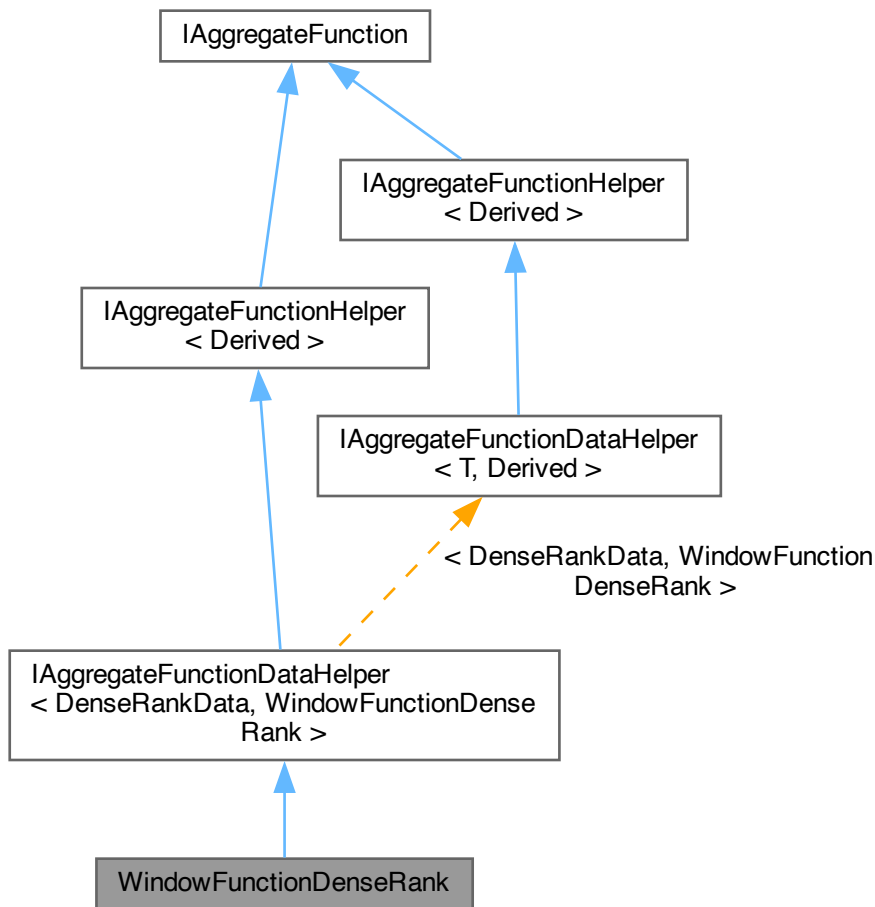 IAggregateFunction
IAggregateFunctionHelper
< Derived >
IAggregateFunctionHelper
< Derived >
IAggregateFunctionDataHelper
< T, Derived >
< DenseRankData, WindowFunction
DenseRank >
IAggregateFunctionDataHelper
< DenseRankData, WindowFunctionDense
Rank >
WindowFunctionDenseRank